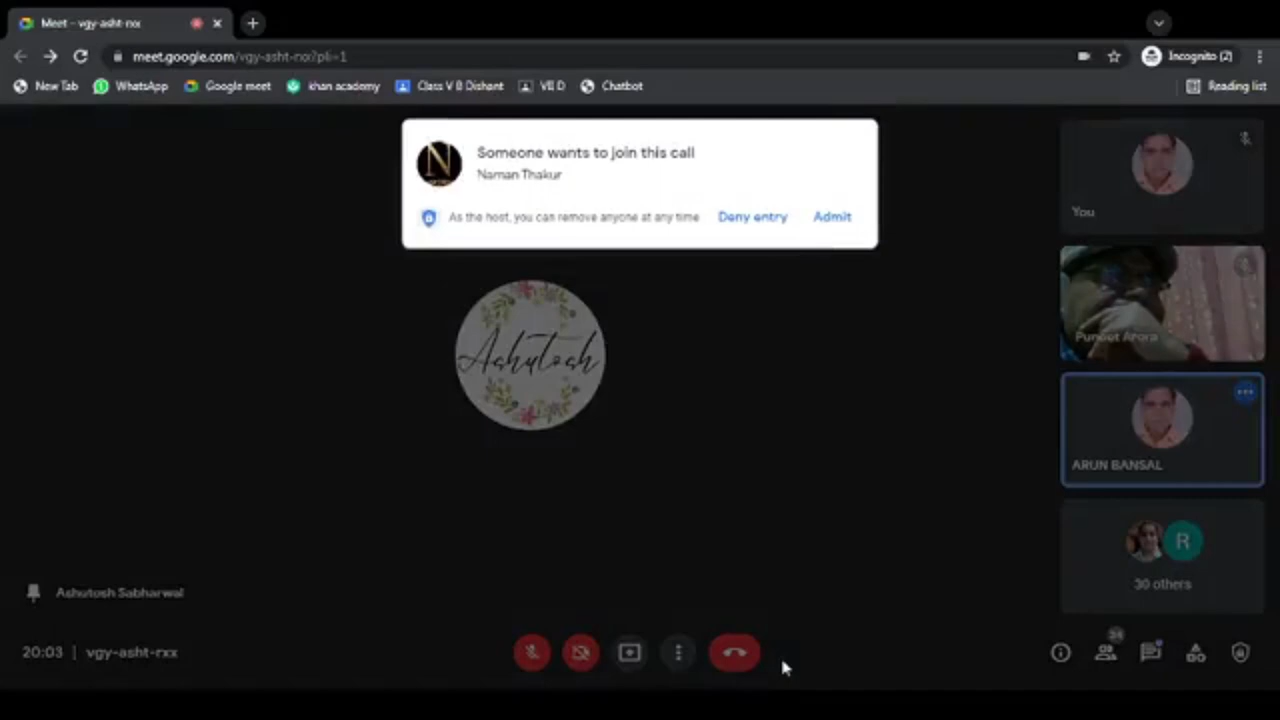 Meet - vgy-asht-rxx
meet.google.com/vgy-asht-rxx?pli=1
Incognito (2)
New Tab
WhatsApp
Google meet
khan academy
Class V B Dishant
VII D
Chatbot
Reading list
N
Someone wants to join this call
Naman Thakur
As the host, you can remove anyone at any time
Deny entry
Admit
You
Puneet Arora
Ashutosh
ARUN BANSAL
R
30 others
Ashutosh Sabharwal
20:03 | vgy-asht-rxx
34